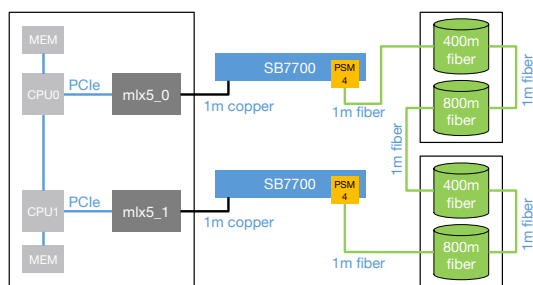 MEM
CPU0
PCIe
mlx5_0
1m copper
SB7700
PSM
4
1m fiber
400m
fiber
800m
fiber
1m fiber
1m fiber
CPU1
MEM
PCIe
mlx5_1
1m copper
SB7700
PSM
4
1m fiber
400m
fiber
800m
fiber
1m fiber